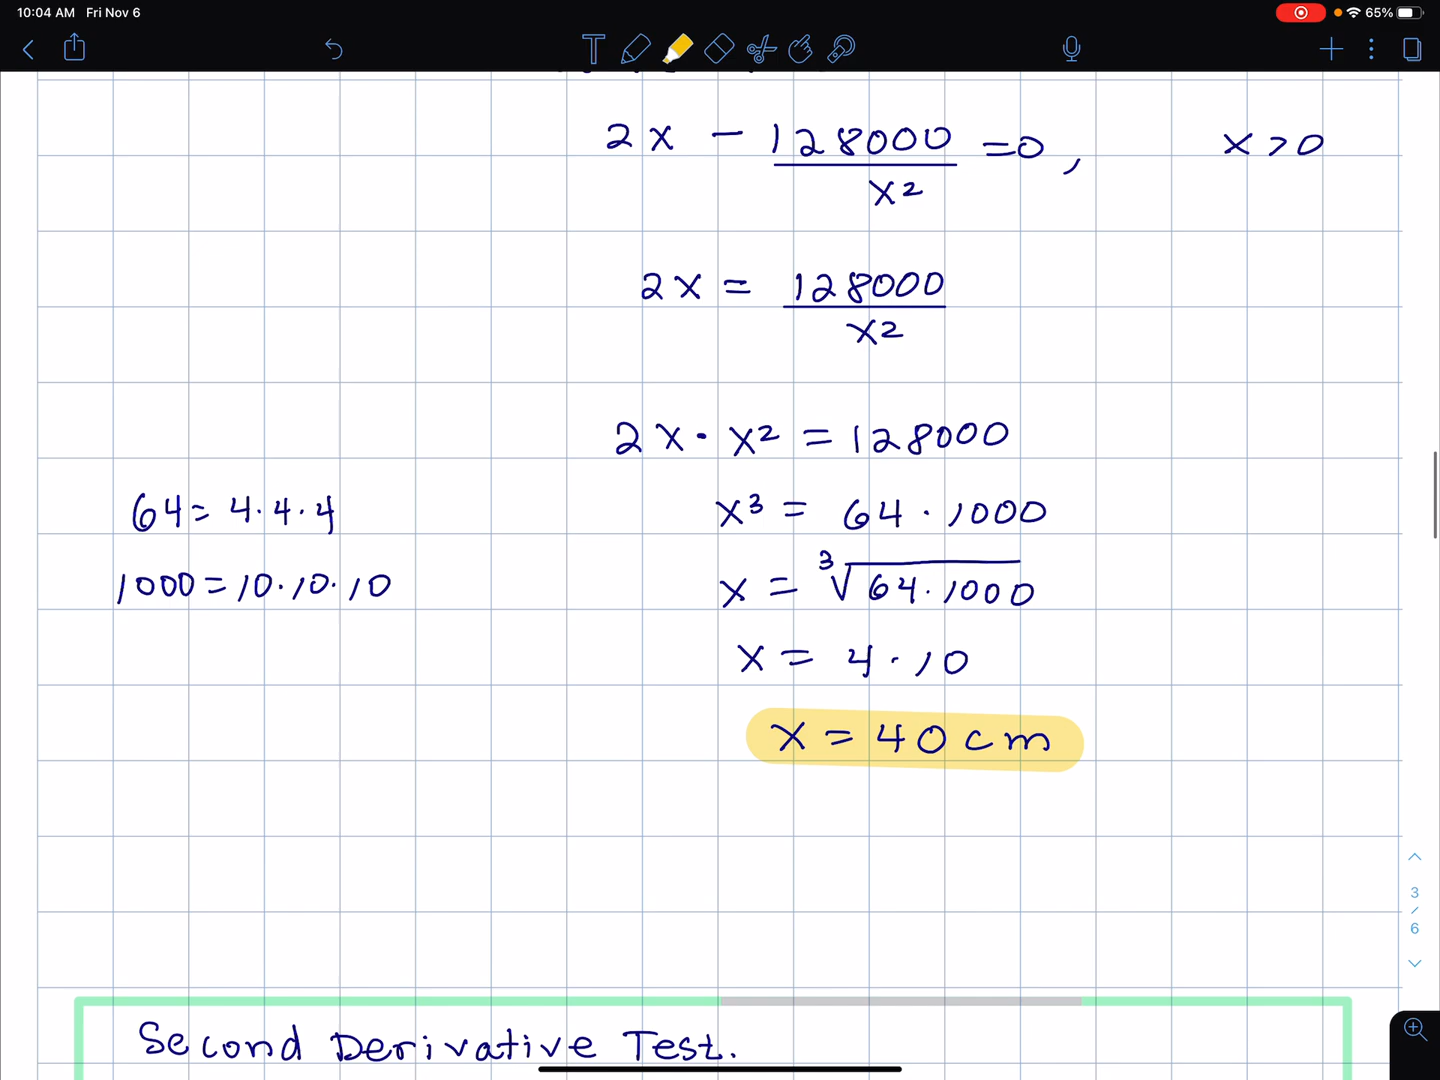 10:04 AM Fri Nov 6
65%
2x - 128000/x² = 0, x > 0
2x = 128000/x²
2x · x² = 128000
64 = 4·4·4
x³ = 64 · 1000
1000 = 10·10·10
x = ³√64·1000
x = 4·10
x = 40 cm
3
/
6
Second Derivative Test.